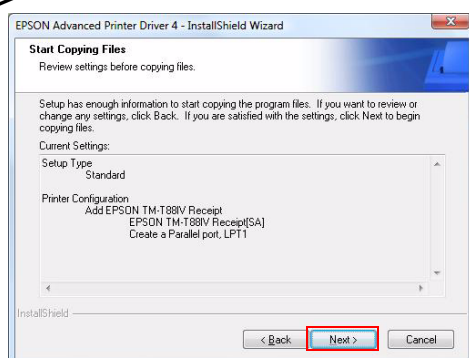 EPSON Advanced Printer Driver 4 - InstallShield Wizard
Start Copying Files
Review settings before copying files.
Setup has enough information to start copying the program files. If you want to review or
change any settings, click Back. If you are satisfied with the settings, click Next to begin
copying files.
Current Settings:
Setup Type
Standard
Printer Configuration
Add EPSON TM-T88IV Receipt
EPSON TM-T88IV Receipt[SA]
Create a Parallel port, LPT1
InstallShield
< Back
Next >
Cancel